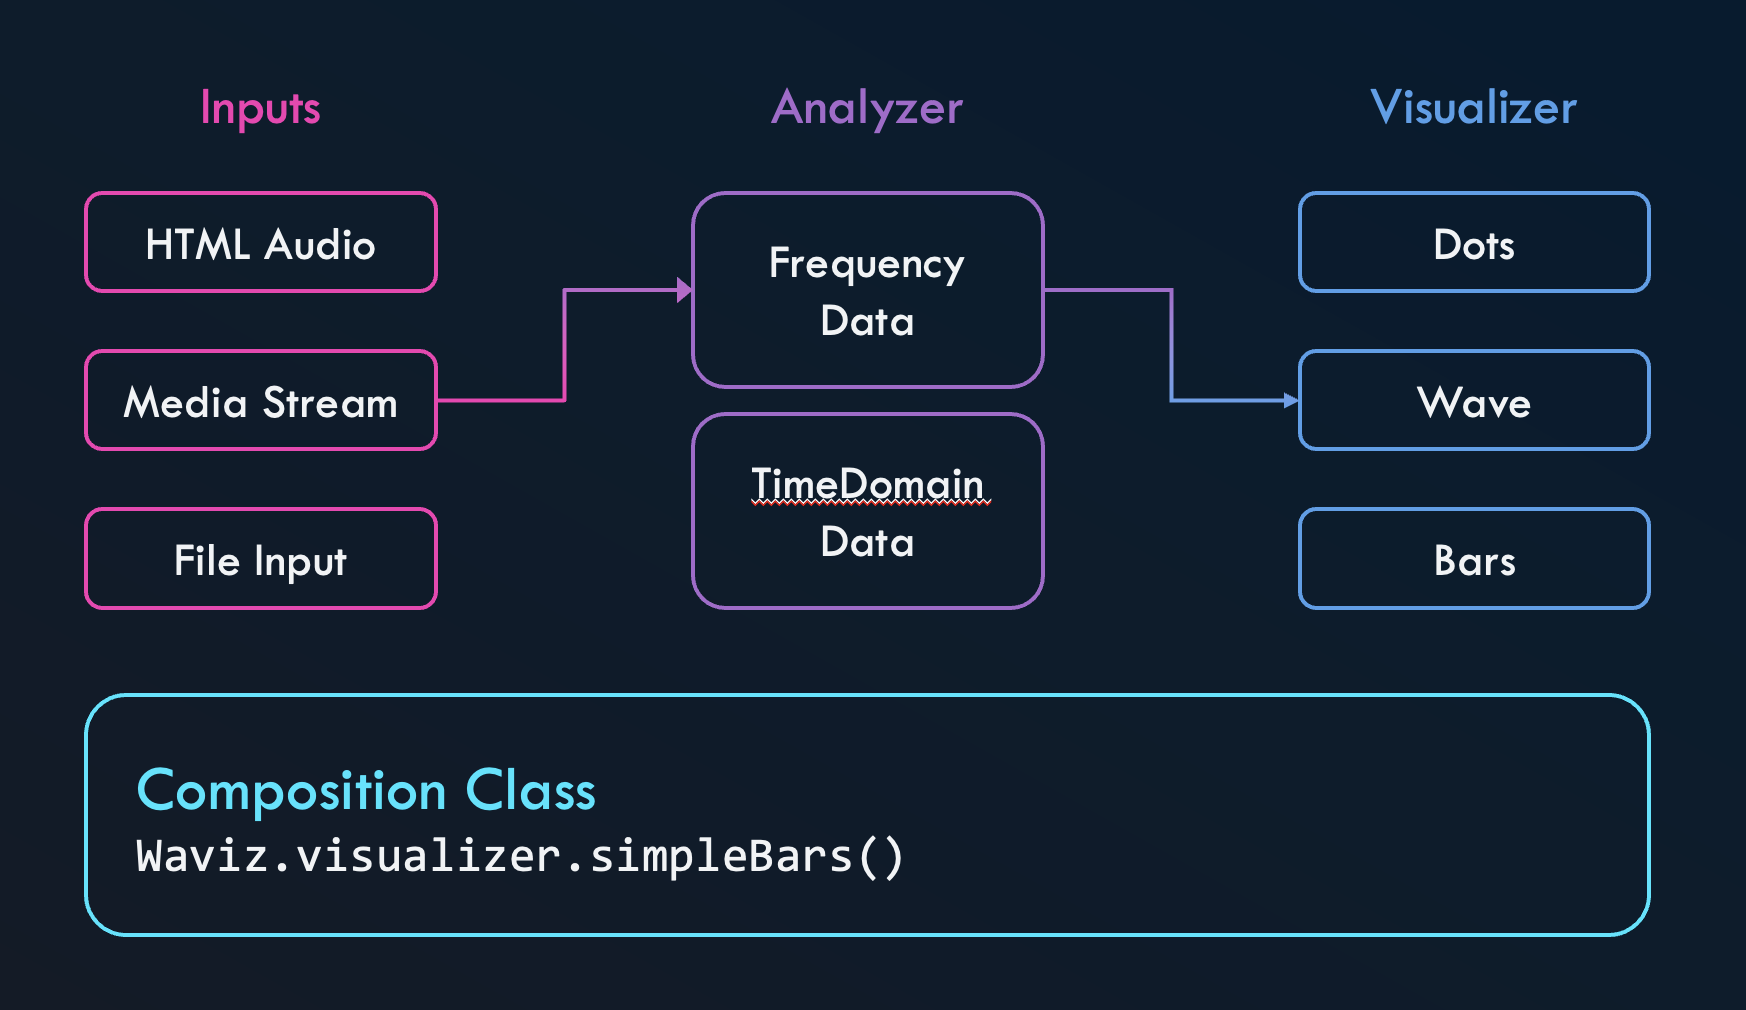 Inputs
Analyzer
Visualizer
HTML Audio
Media Stream
File Input
Frequency
Data
TimeDomain
Data
Dots
Wave
Bars
Composition Class
Waviz.visualizer.simpleBars()